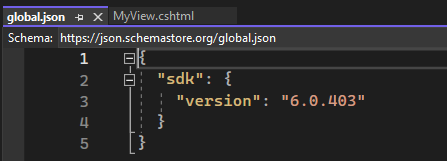 global.json MyView.cshtml
Schema: https://json.schemastore.org/global.json
1 {
2 "sdk": {
3 "version": "6.0.403"
4 }
5 }